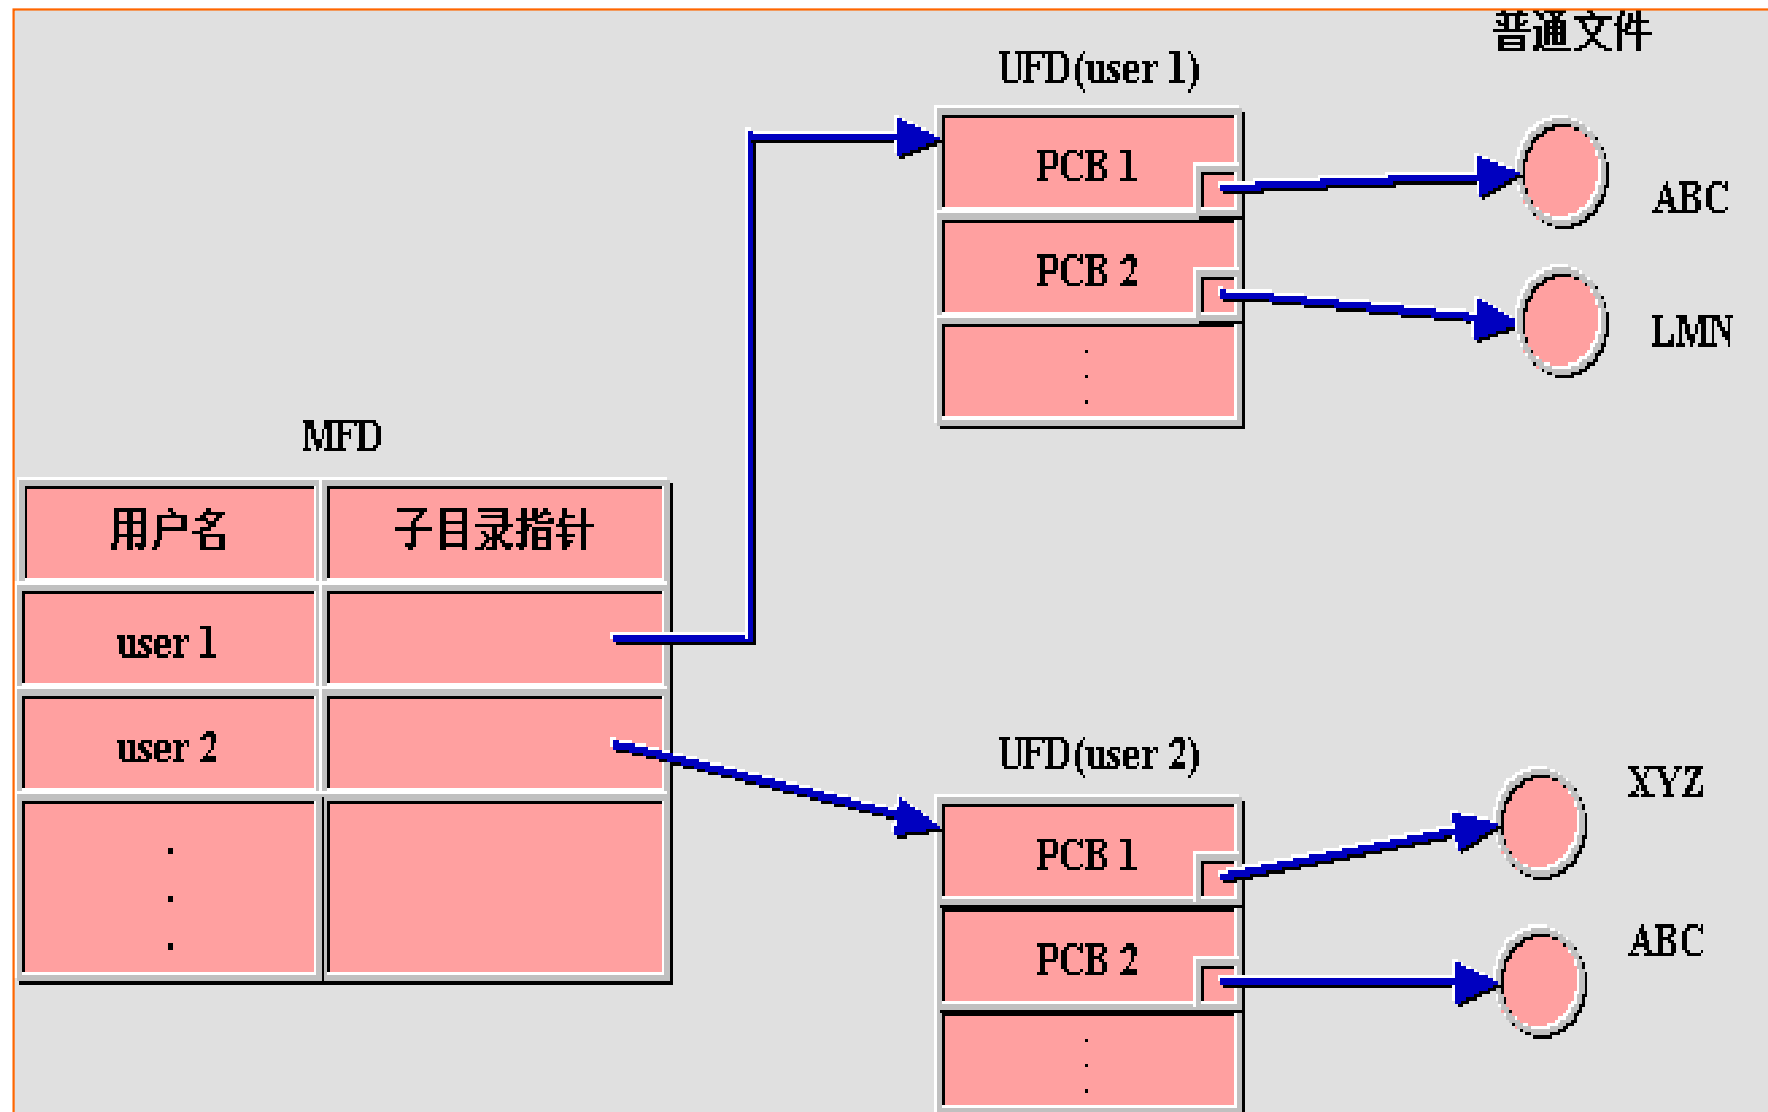 普通文件
UFD(user 1)
PCB 1
ABC
PCB 2
LMN
MFD
用户名 子目录指针
user 1
user 2
UFD(user 2)
XYZ
PCB 1
ABC
PCB 2